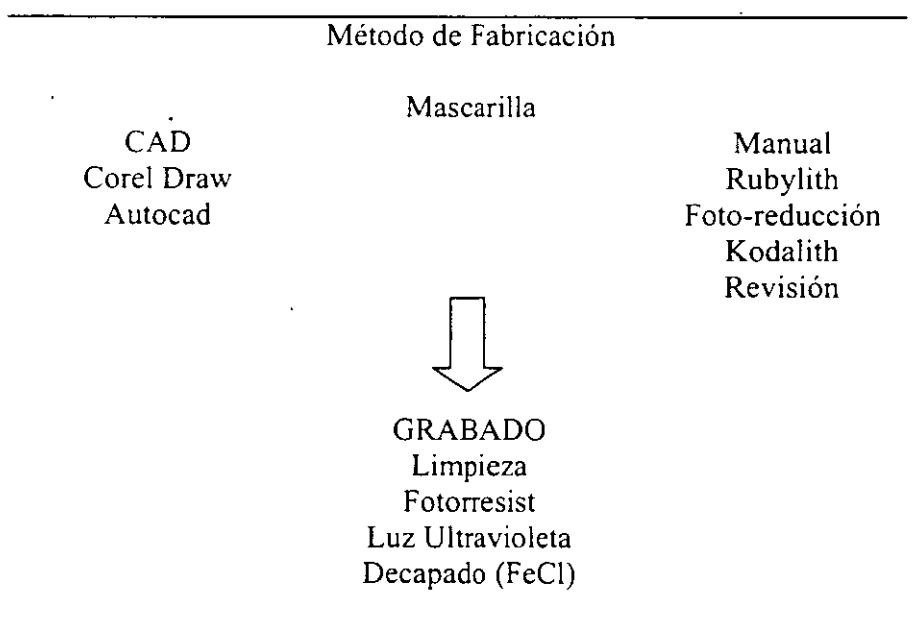 Método de Fabricación
Mascarilla
CAD
Corel Draw
Autocad
Manual
Rubylith
Foto-reducción
Kodalith
Revisión
GRABADO
Limpieza
Fotorresist
Luz Ultravioleta
Decapado (FeCl)